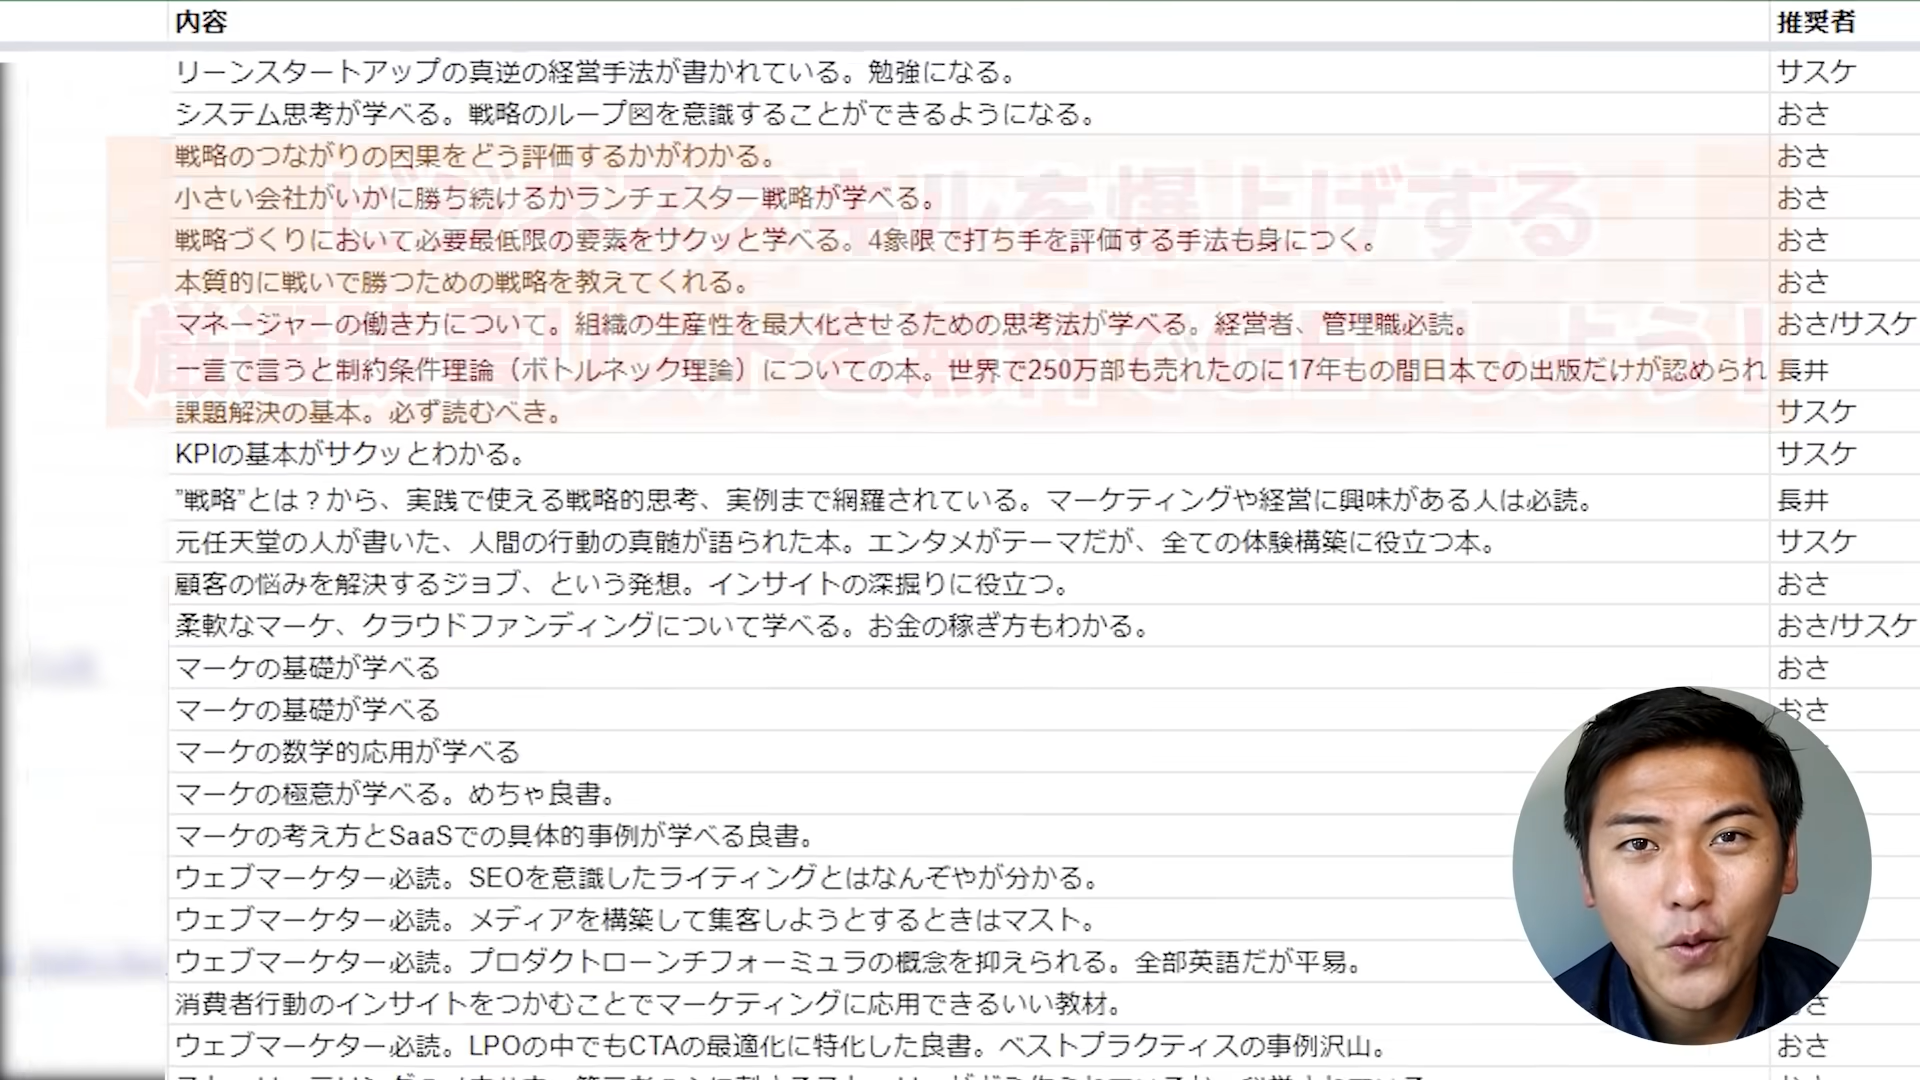 内容 推奨者
リーンスタートアップの真逆の経営手法が書かれている。勉強になる。 サスケ
システム思考が学べる。戦略のループ図を意識することができるようになる。 おさ
戦略のつながりの因果をどう評価するかがわかる。 おさ
小さい会社がいかに勝ち続けるかランチェスター戦略が学べる。 おさ
戦略づくりにおいて必要最低限の要素をサクッと学べる。4象限で打ち手を評価する手法も身につく。 おさ
本質的に戦いで勝つための戦略を教えてくれる。 おさ
マネージャーの働き方について。組織の生産性を最大化させるための思考法が学べる。経営者、管理職必読。 おさ/サスケ
一言で言うと制約条件理論（ボトルネック理論）についての本。世界で250万部も売れたのに17年もの間日本での出版だけが認められ 長井
課題解決の基本。必ず読むべき。 サスケ
KPIの基本がサクッとわかる。 サスケ
”戦略”とは？から、実践で使える戦略的思考、実例まで網羅されている。マーケティングや経営に興味がある人は必読。 長井
元任天堂の人が書いた、人間の行動の真髄が語られた本。エンタメがテーマだが、全ての体験構築に役立つ本。 サスケ
顧客の悩みを解決するジョブ、という発想。インサイトの深掘りに役立つ。 おさ
柔軟なマーケ、クラウドファンディングについて学べる。お金の稼ぎ方もわかる。 おさ/サスケ
マーケの基礎が学べる おさ
マーケの基礎が学べる おさ
マーケの数学的応用が学べる
マーケの極意が学べる。めちゃ良書。
マーケの考え方とSaaSでの具体的事例が学べる良書。
ウェブマーケター必読。SEOを意識したライティングとはなんぞやが分かる。
ウェブマーケター必読。メディアを構築して集客しようとするときはマスト。
ウェブマーケター必読。プロダクトローンチフォーミュラの概念を抑えられる。全部英語だが平易。
消費者行動のインサイトをつかむことでマーケティングに応用できるいい教材。 さ
ウェブマーケター必読。LPOの中でもCTAの最適化に特化した良書。ベストプラクティスの事例沢山。 おさ
ビジネススキルを爆上げする
厳選読書リストを無料でGETしよう！